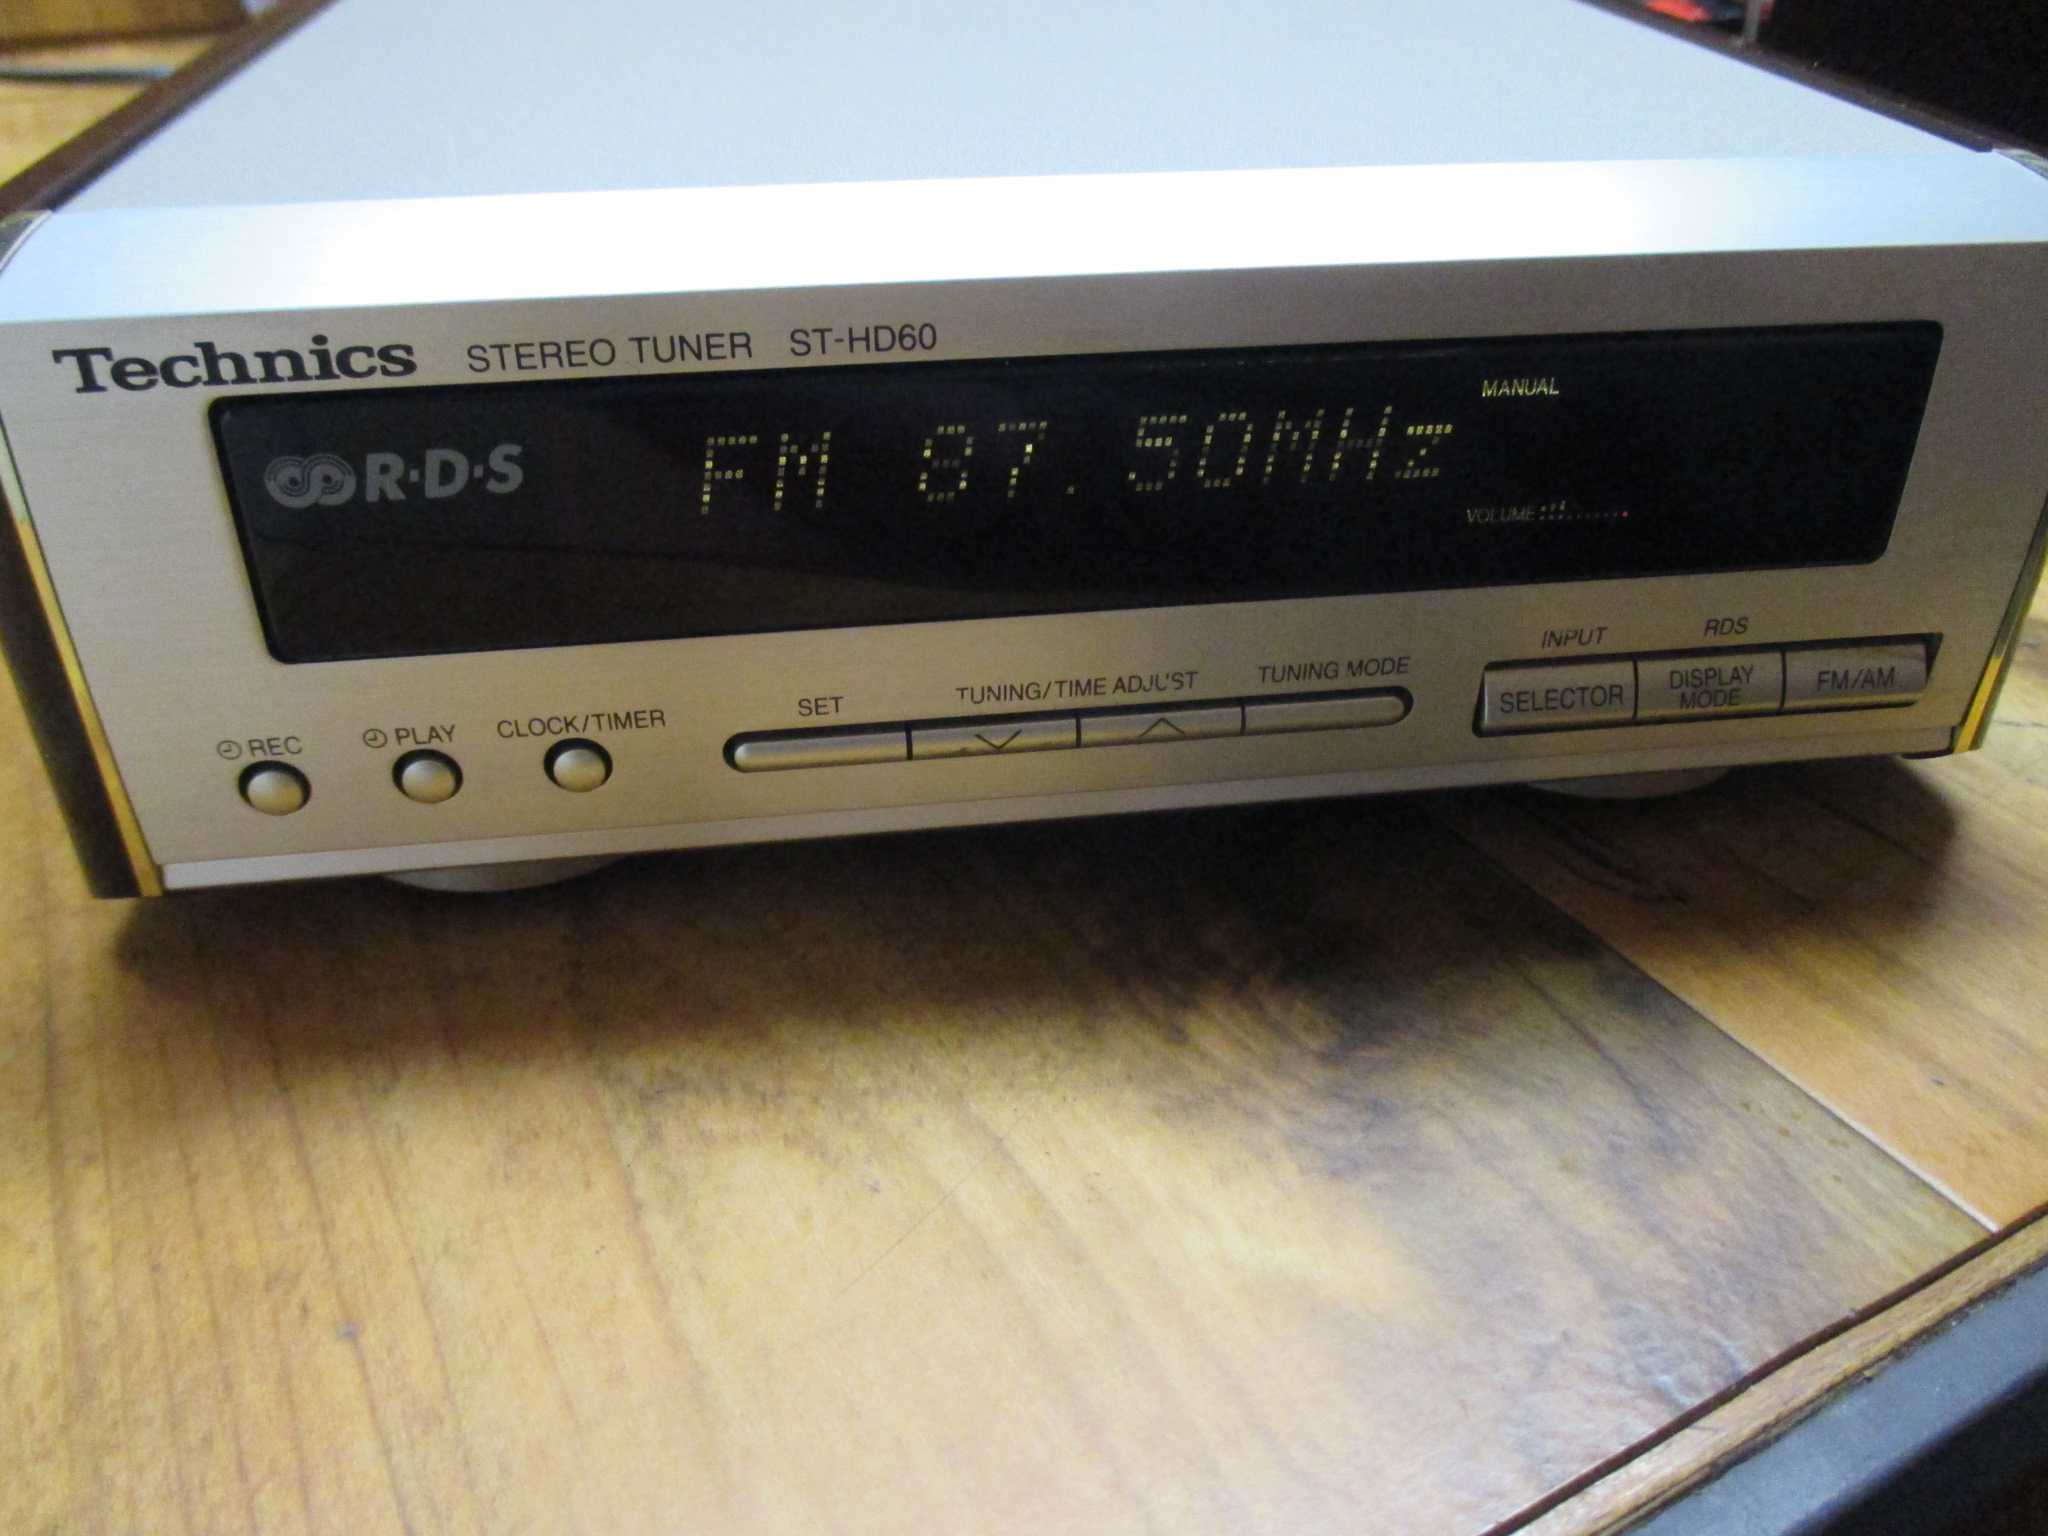 Technics STEREO TUNER ST-HD60
R·D·S
FM 87.50MHz
MANUAL
VOLUME
INPUT RDS
SELECTOR DISPLAY MODE FM/AM
SET TUNING/TIME ADJUST TUNING MODE
REC PLAY CLOCK/TIMER